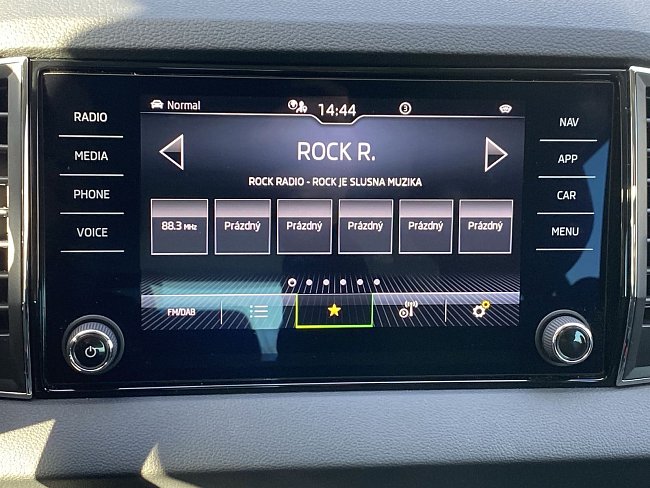 Normal
14:44
3
ROCK R.
ROCK RADIO - ROCK JE SLUSNA MUZIKA
88.3 MHz
Prázdný
Prázdný
Prázdný
Prázdný
Prázdný
FM/DAB
RADIO
MEDIA
PHONE
VOICE
NAV
APP
CAR
MENU